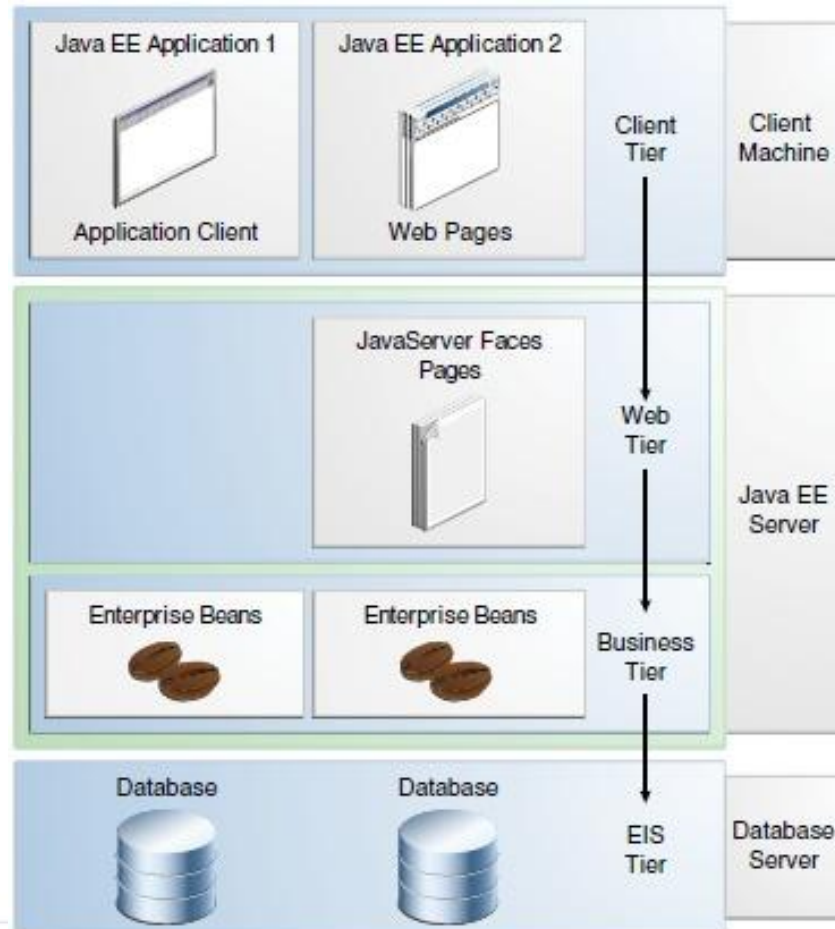 Java EE Application 1
Java EE Application 2
Application Client
Web Pages
Client
Tier
Client
Machine
JavaServer Faces
Pages
Web
Tier
Java EE
Server
Enterprise Beans
Enterprise Beans
Business
Tier
Database
Database
EIS
Tier
Database
Server